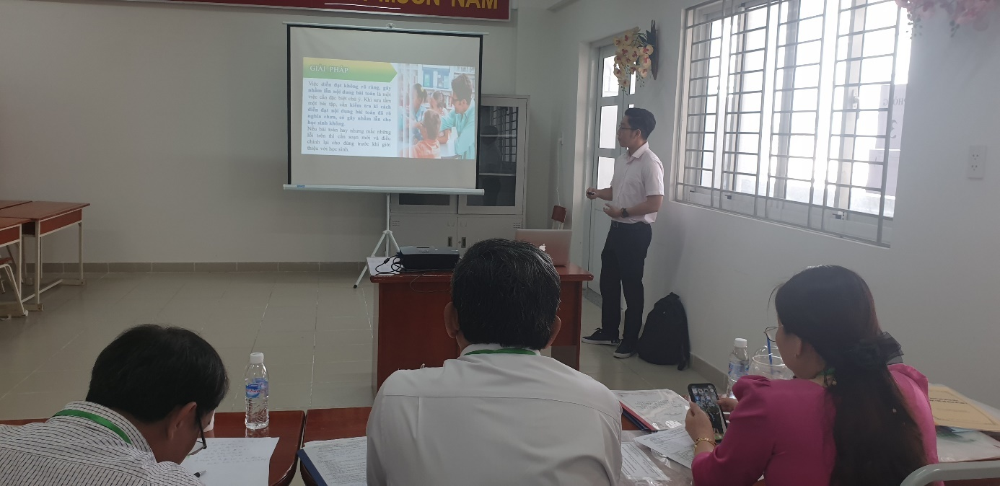 MUÔN NĂM
GIẢI PHÁP
Việc diễn đạt không rõ ràng, gây
nhầm lẫn nội dung bài toán là một
việc cần đặc biệt chú ý. Khi sưu tầm
một bài tập, cần kiểm tra kĩ cách
diễn đạt nội dung bài toán đã rõ
nghĩa chưa, có gây nhầm lẫn cho
học sinh không.
Nếu bài toán hay nhưng mắc những
lỗi trên thì cần soạn mới và điều
chỉnh lại cho đúng trước khi giới
thiệu với học sinh.